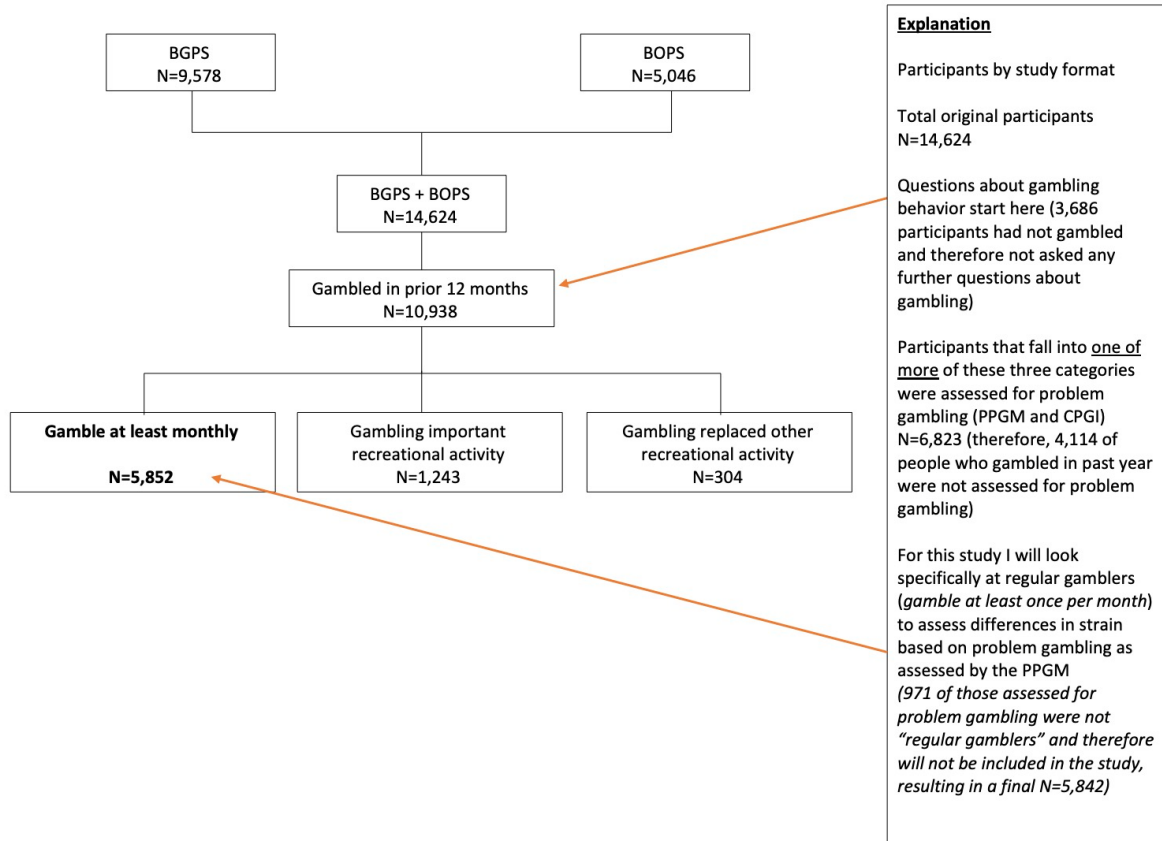 BGPS
N=9,578
BOPS
N=5,046
BGPS + BOPS
N=14,624
Gambled in prior 12 months
N=10,938
Gamble at least monthly
N=5,852
Gambling important
recreational activity
N=1,243
Gambling replaced other
recreational activity
N=304
Explanation
Participants by study format
Total original participants
N=14,624
Questions about gambling
behavior start here (3,686
participants had not gambled
and therefore not asked any
further questions about
gambling)
Participants that fall into one of
more of these three categories
were assessed for problem
gambling (PPGM and CPGI)
N=6,823 (therefore, 4,114 of
people who gambled in past year
were not assessed for problem
gambling)
For this study I will look
specifically at regular gamblers
(gamble at least once per month)
to assess differences in strain
based on problem gambling as
assessed by the PPGM
(971 of those assessed for
problem gambling were not
“regular gamblers” and therefore
will not be included in the study,
resulting in a final N=5,842)